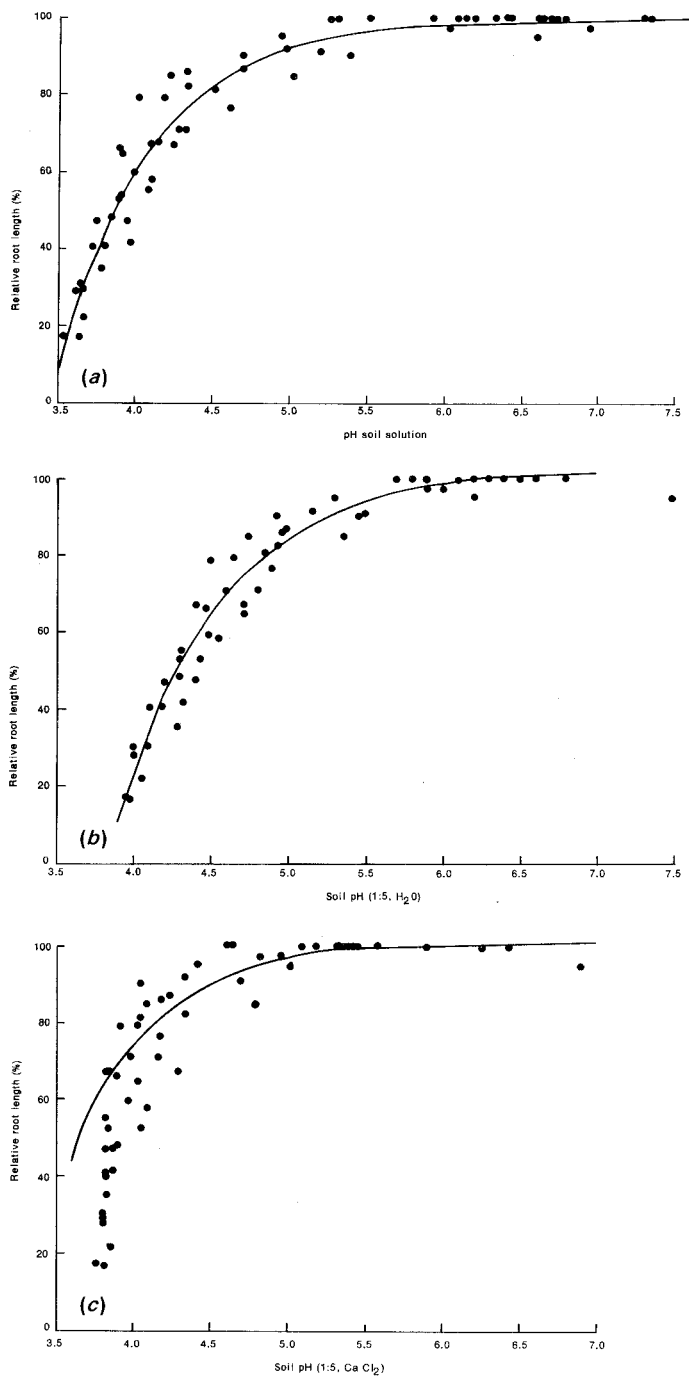 100
80
60
40
20
0
Relative root length (%)
(a)
3.5 4.0 4.5 5.0 5.5 6.0 6.5 7.0 7.5
pH soil solution
100
80
60
40
20
0
Relative root length (%)
(b)
3.5 4.0 4.5 5.0 5.5 6.0 6.5 7.0 7.5
Soil pH (1:5, H₂O)
100
80
60
40
20
0
Relative root length (%)
(c)
3.5 4.0 4.5 5.0 5.5 6.0 6.5 7.0
Soil pH (1:5, Ca Cl₂)